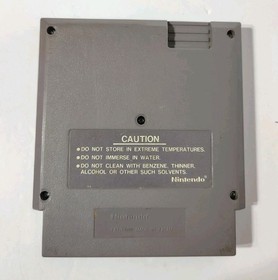 CAUTION
●DO NOT STORE IN EXTREME TEMPERATURES.
●DO NOT IMMERSE IN WATER.
●DO NOT CLEAN WITH BENZENE, THINNER,
ALCOHOL OR OTHER SUCH SOLVENTS.
Nintendo®